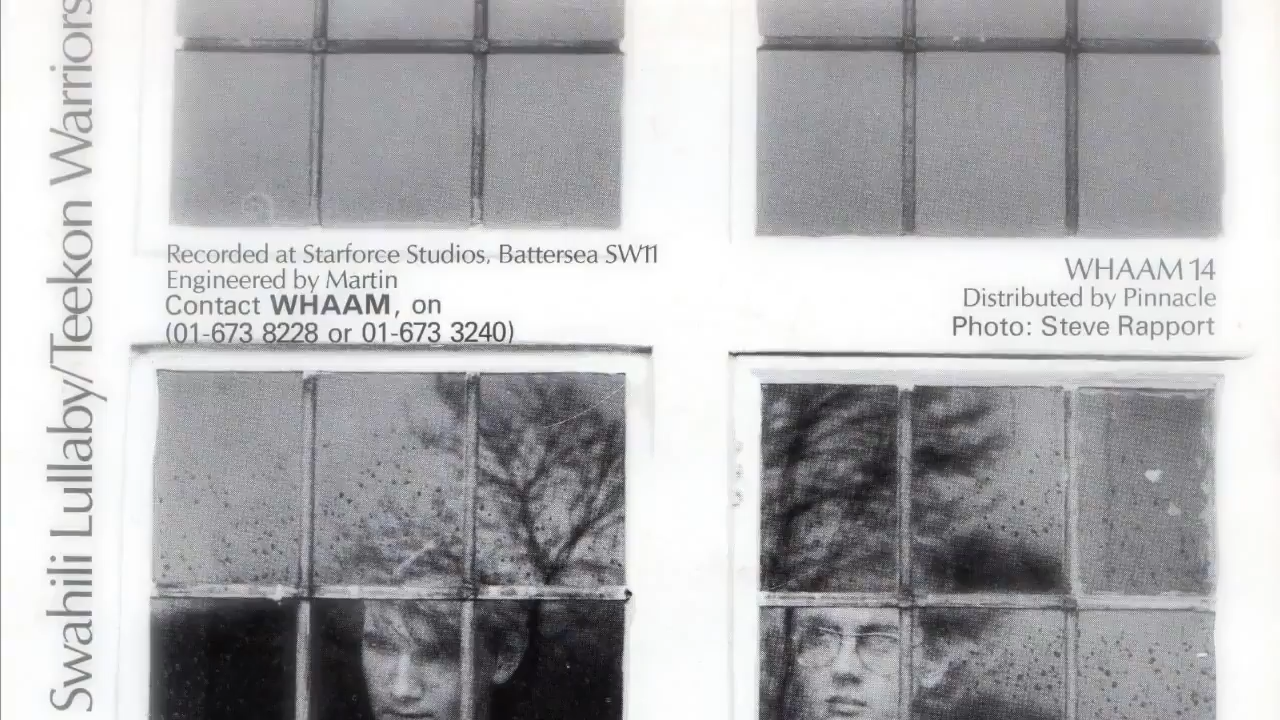 Swahili Lullaby/Teekon Warriors
Recorded at Starforce Studios, Battersea SW11
Engineered by Martin
Contact WHAAM, on
(01-673 8228 or 01-673 3240)
WHAAM 14
Distributed by Pinnacle
Photo: Steve Rapport